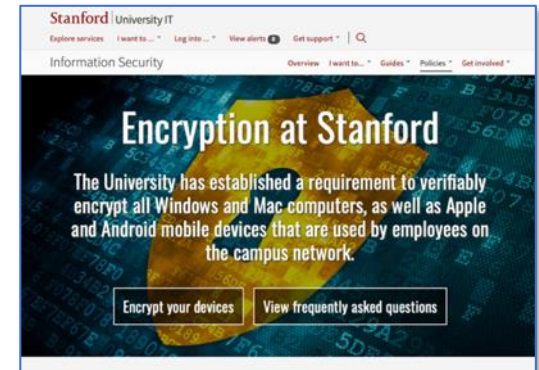 Stanford University IT
Explore services I want to ... Log into ... View alerts 0 Get support
Information Security Overview I want to... Guides Policies Get involved
Encryption at Stanford
The University has established a requirement to verifiably
encrypt all Windows and Mac computers, as well as Apple
and Android mobile devices that are used by employees on
the campus network.
Encrypt your devices View frequently asked questions